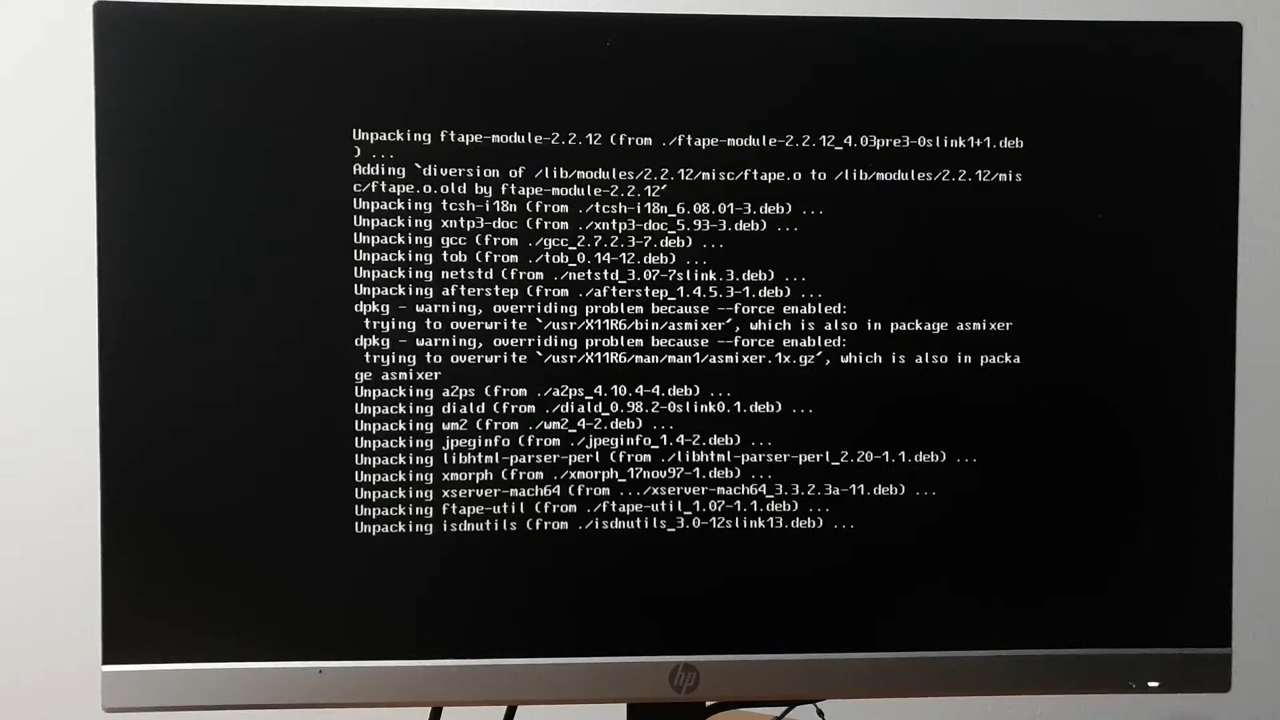 Unpacking ftape-module-2.2.12 (from ./ftape-module-2.2.12_4.03pre3-0slink1+1.deb
) ...
Adding `diversion of /lib/modules/2.2.12/misc/ftape.o to /lib/modules/2.2.12/mis
c/ftape.o.old by ftape-module-2.2.12'
Unpacking tcsh-i18n (from ./tcsh-i18n_6.08.01-3.deb) ...
Unpacking xntp3-doc (from ./xntp3-doc_5.93-3.deb) ...
Unpacking gcc (from ./gcc_2.7.2.3-7.deb) ...
Unpacking tob (from ./tob_0.14-12.deb) ...
Unpacking netstd (from ./netstd_3.07-7slink.3.deb) ...
Unpacking afterstep (from ./afterstep_1.4.5.3-1.deb) ...
dpkg - warning, overriding problem because --force enabled:
 trying to overwrite `/usr/X11R6/bin/asmixer', which is also in package asmixer
dpkg - warning, overriding problem because --force enabled:
 trying to overwrite `/usr/X11R6/man/man1/asmixer.1x.gz', which is also in packa
ge asmixer
Unpacking a2ps (from ./a2ps_4.10.4-4.deb) ...
Unpacking diald (from ./diald_0.98.2-0slink0.1.deb) ...
Unpacking wm2 (from ./wm2_4-2.deb) ...
Unpacking jpeginfo (from ./jpeginfo_1.4-2.deb) ...
Unpacking libhtml-parser-perl (from ./libhtml-parser-perl_2.20-1.1.deb) ...
Unpacking xmorph (from ./xmorph_17nov97-1.deb) ...
Unpacking xserver-mach64 (from .../xserver-mach64_3.3.2.3a-11.deb) ...
Unpacking ftape-util (from ./ftape-util_1.07-1.1.deb) ...
Unpacking isdnutils (from ./isdnutils_3.0-12slink13.deb) ...
hp